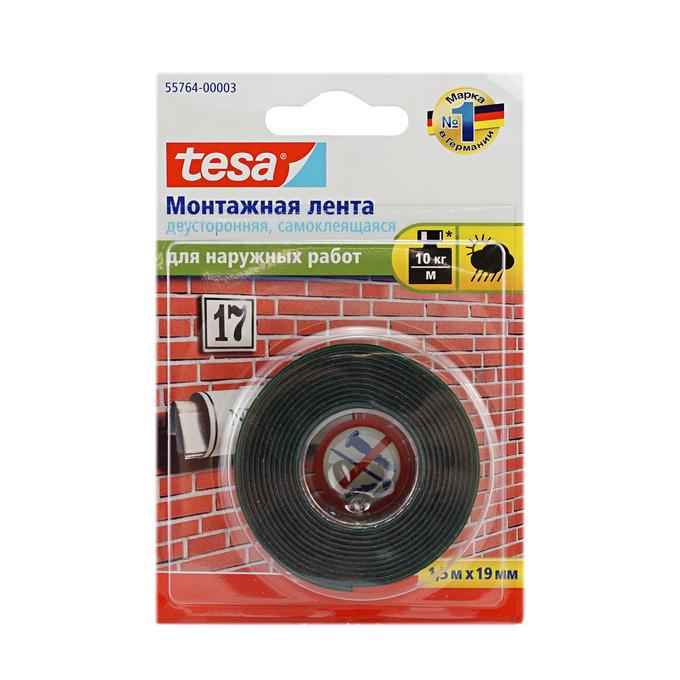 55764-00003
Марка
№1
в Германии
tesa®
Монтажная лента
двусторонняя, самоклеящаяся
для наружных работ
10 кг*
м
17
1,5 м x 19 мм